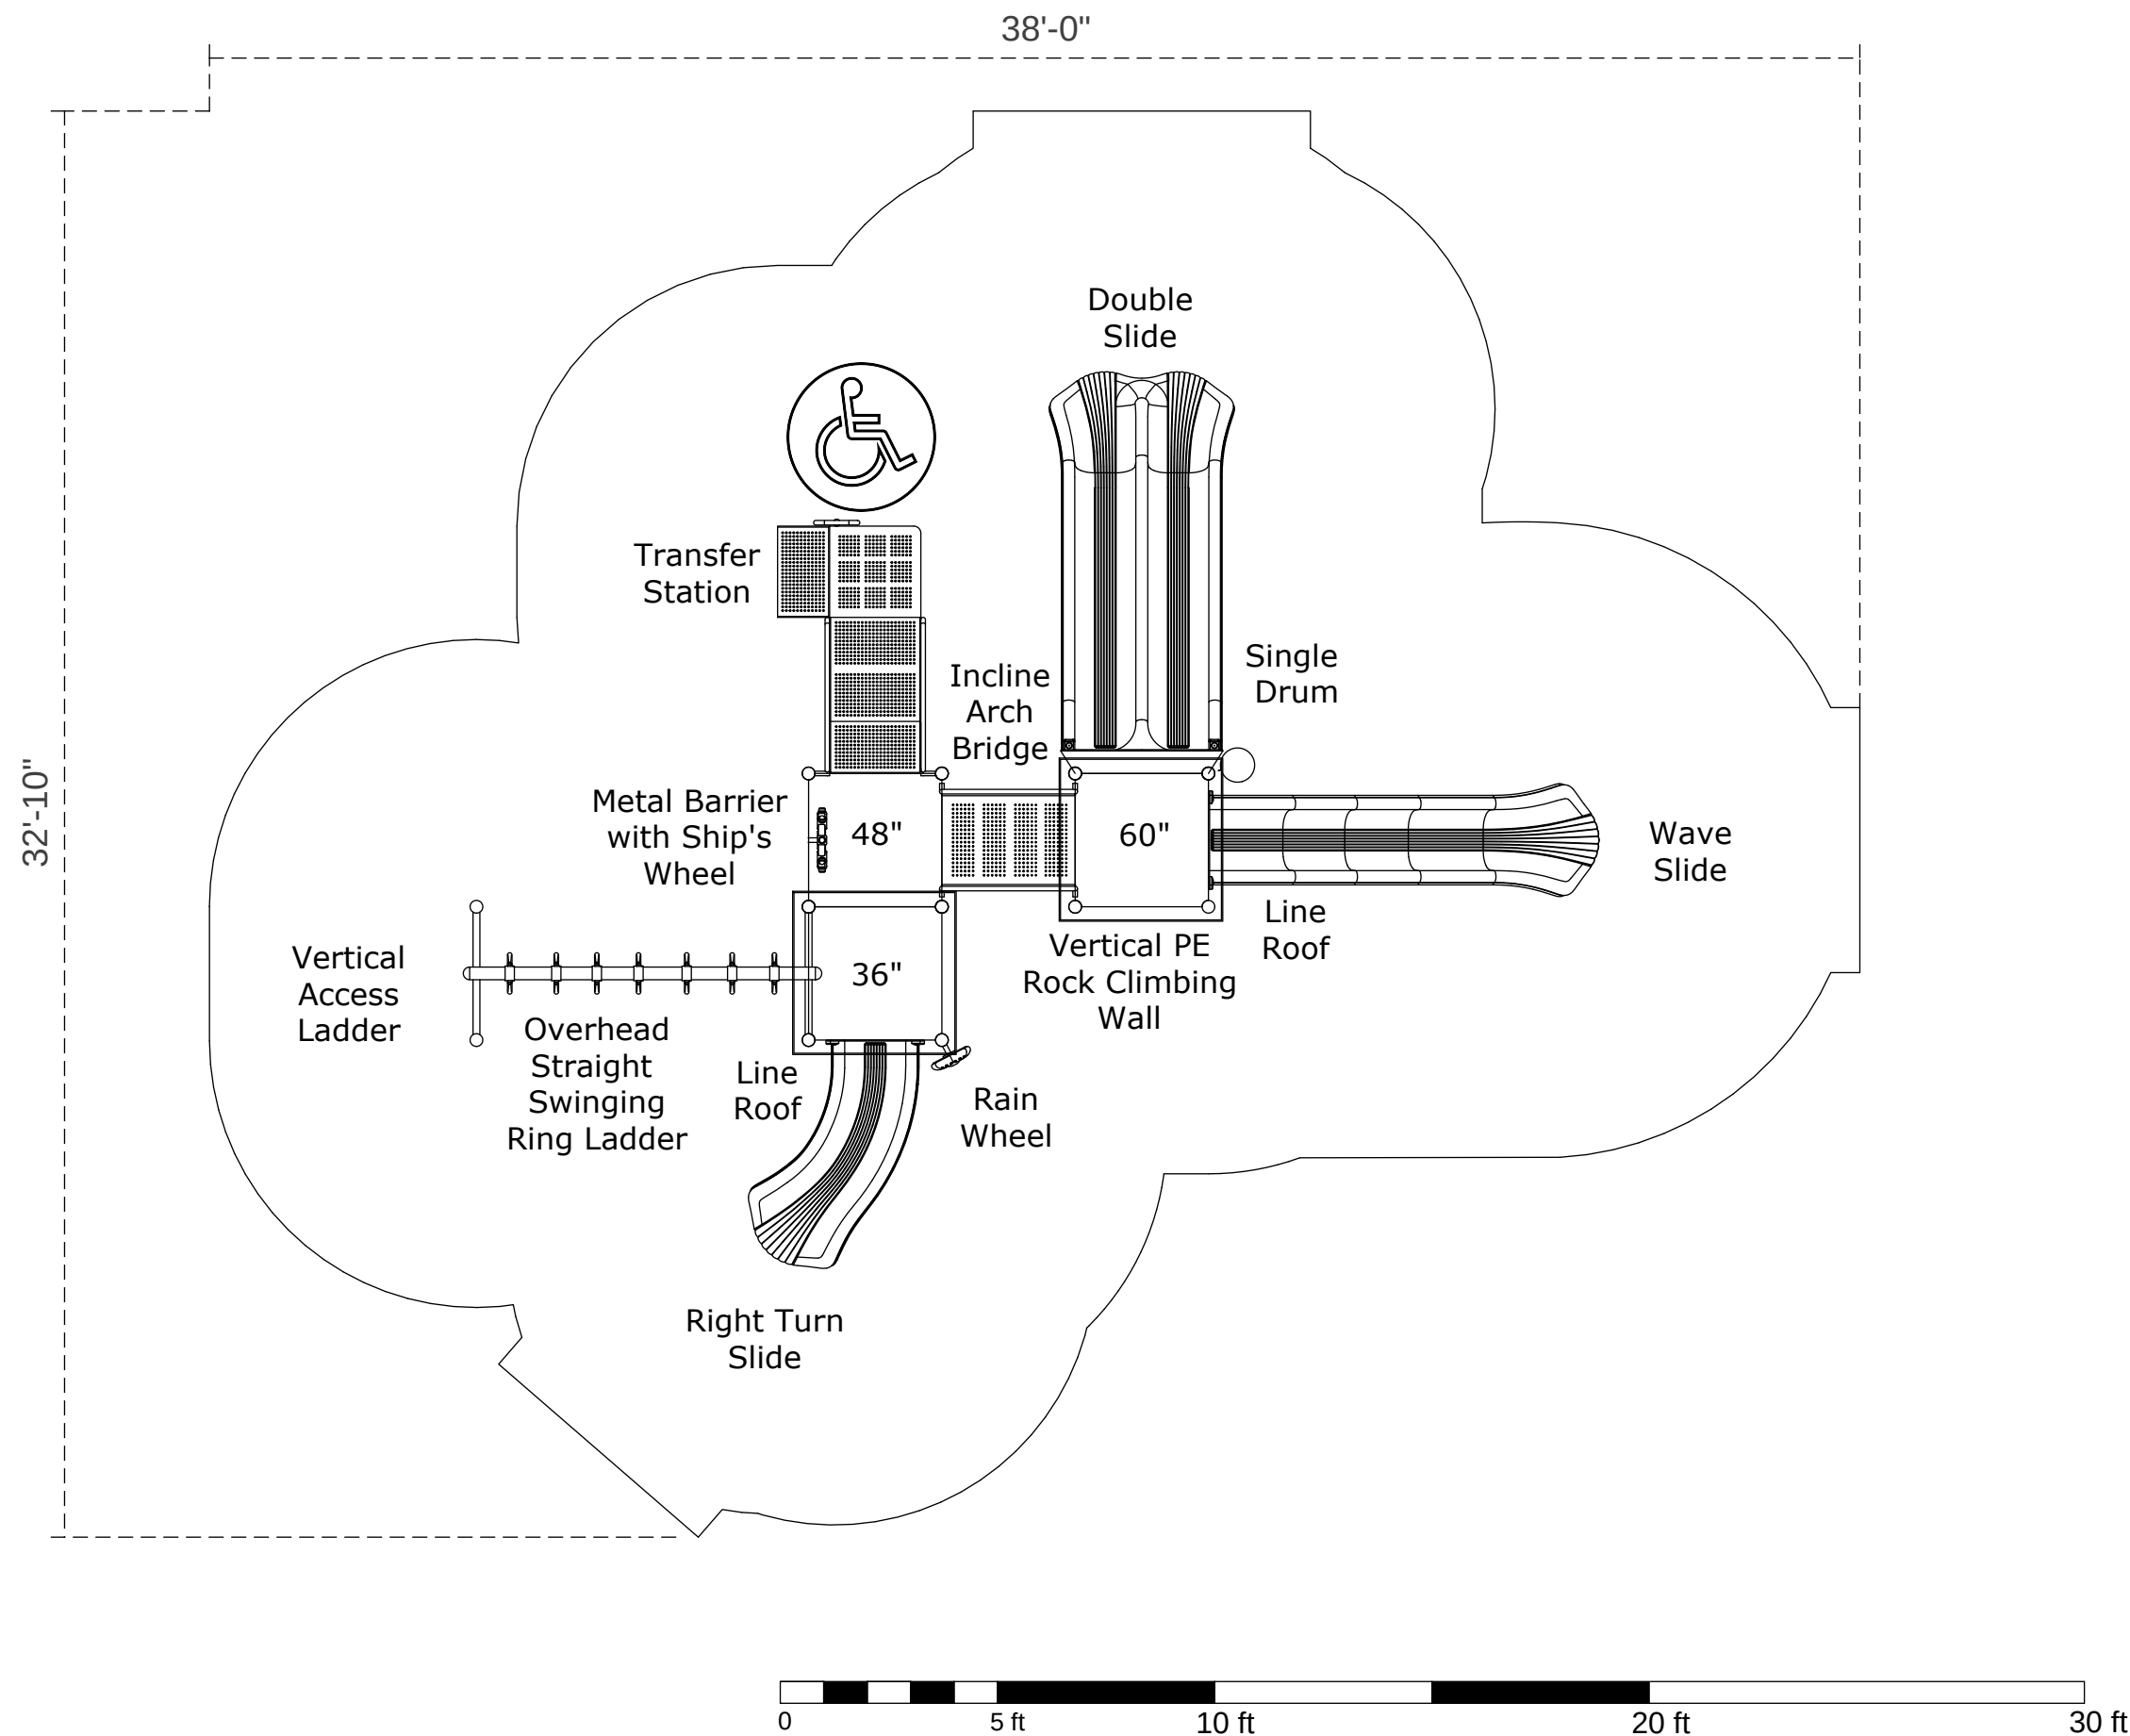 38'-0"
32'-10"
Double
Slide
Transfer
Station
Incline
Arch
Bridge
Single
Drum
Metal Barrier
with Ship's
Wheel
48"
60"
Wave
Slide
Line
Roof
Vertical PE
Rock Climbing
Wall
Vertical
Access
Ladder
36"
Overhead
Straight
Swinging
Ring Ladder
Line
Roof
Rain
Wheel
Right Turn
Slide
0 5 ft 10 ft 20 ft 30 ft